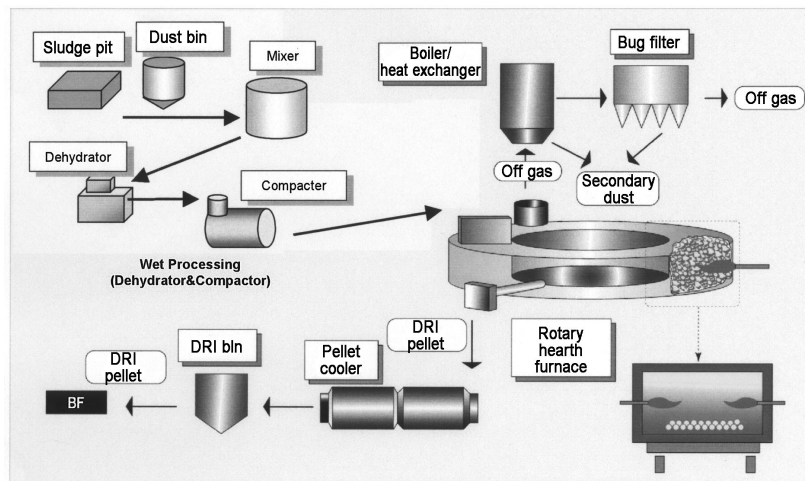 Sludge pit
Dust bin
Mixer
Boiler/
heat exchanger
Bug filter
Off gas
Dehydrator
Compacter
Off gas
Secondary
dust
Wet Processing
(Dehydrator&Compactor)
DRI
pellet
DRI bln
Pellet
cooler
DRI
pellet
Rotary
hearth
furnace
BF